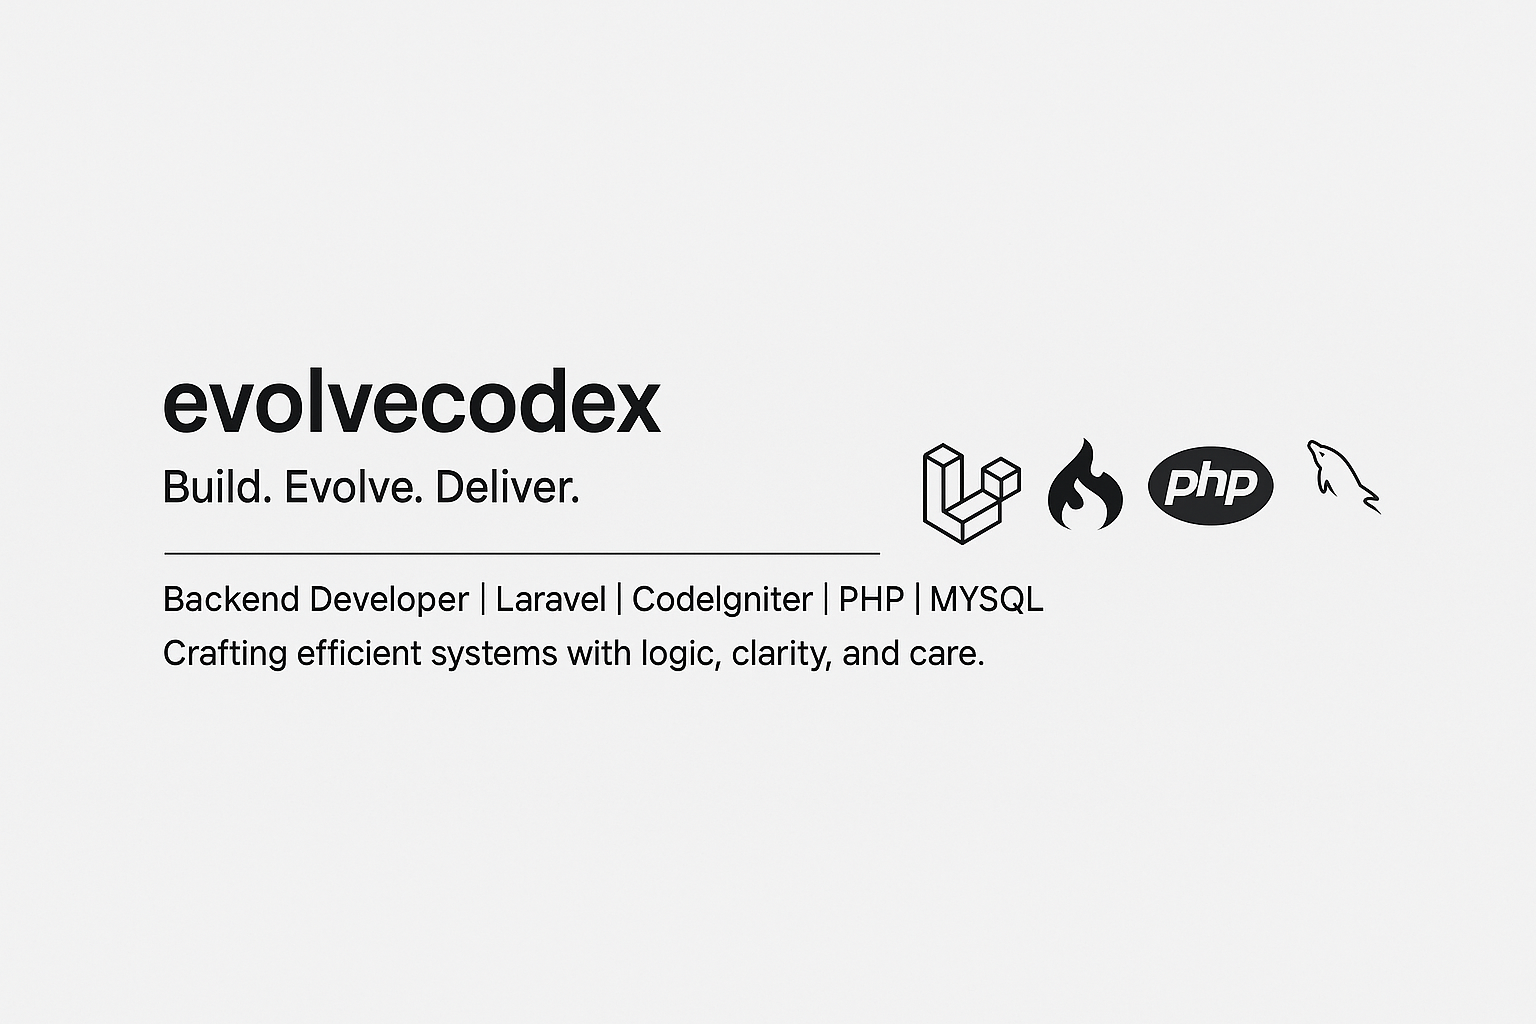 evolvecodex
Build. Evolve. Deliver.
php
Backend Developer | Laravel | CodeIgniter | PHP | MYSQL
Crafting efficient systems with logic, clarity, and care.